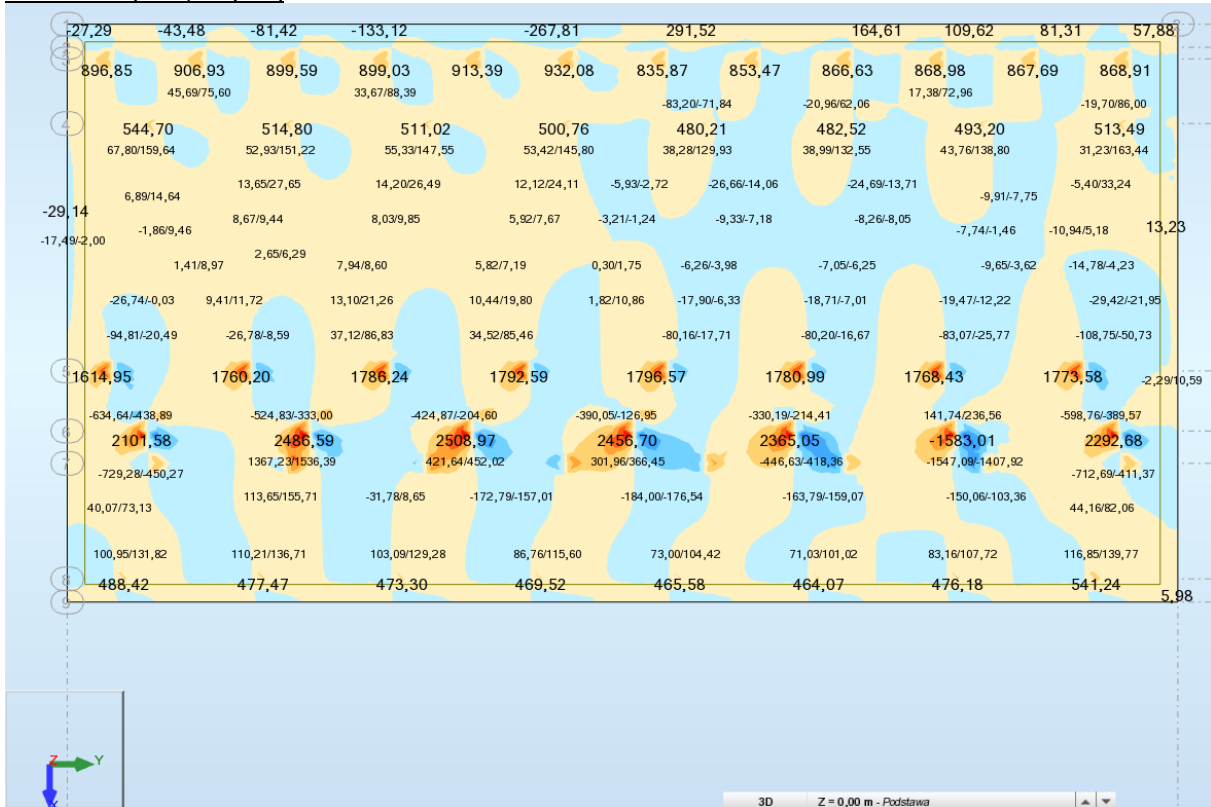 -27,29 -43,48 -81,42 -133,12 -267,81 291,52 164,61 109,62 81,31 57,88
896,85 906,93 899,59 899,03 913,39 932,08 835,87 853,47 866,63 868,98 867,69 868,91
45,69/75,60 33,67/88,39 17,38/72,96
-83,20/-71,84 -20,96/62,06 -19,70/86,00
4 544,70 514,80 511,02 500,76 480,21 482,52 493,20 513,49
67,80/159,64 52,93/151,22 55,33/147,55 53,42/145,80 38,28/129,93 38,99/132,55 43,76/138,80 31,23/163,44
13,65/27,65 14,20/26,49 12,12/24,11 -5,93/-2,72 -26,66/-14,06 -24,69/-13,71 -5,40/33,24
6,89/14,64 -9,91/-7,75
-29,14 8,67/9,44 8,03/9,85 5,92/7,67 -3,21/-1,24 -9,33/-7,18 -8,26/-8,05 13,23
-1,86/9,46 -7,74/-1,46 -10,94/5,18
-17,49/-2,00
2,65/6,29
1,41/8,97 7,94/8,60 5,82/7,19 0,30/1,75 -6,26/-3,98 -7,05/-6,25 -9,65/-3,62 -14,78/-4,23
-26,74/-0,03 9,41/11,72 13,10/21,26 10,44/19,80 1,82/10,86 -17,90/-6,33 -18,71/-7,01 -19,47/-12,22 -29,42/-21,95
-94,81/-20,49 -26,78/-8,59 37,12/86,83 34,52/85,46 -80,16/-17,71 -80,20/-16,67 -83,07/-25,77 -108,75/-50,73
5 1614,95 1760,20 1786,24 1792,59 1796,57 1780,99 1768,43 1773,58 -2,29/10,59
-634,64/-438,89 -524,83/-333,00 -424,87/-204,60 -390,05/-126,95 -330,19/-214,41 141,74/236,56 -598,76/-389,57
6 2101,58 2486,59 2508,97 2456,70 2365,05 -1583,01 2292,68
7 1367,23/1536,39 421,64/452,02 301,96/366,45 -446,63/-418,36 -1547,09/-1407,92
-729,28/-450,27 -712,69/-411,37
113,65/155,71 -31,78/8,65 -172,79/-157,01 -184,00/-176,54 -163,79/-159,07 -150,06/-103,36
40,07/73,13 44,16/82,06
100,95/131,82 110,21/136,71 103,09/129,28 86,76/115,60 73,00/104,42 71,03/101,02 83,16/107,72 116,85/139,77
8 488,42 477,47 473,30 469,52 465,58 464,07 476,18 541,24
9 5,98
Z Y
X
3D Z = 0,00 m - Podstawa